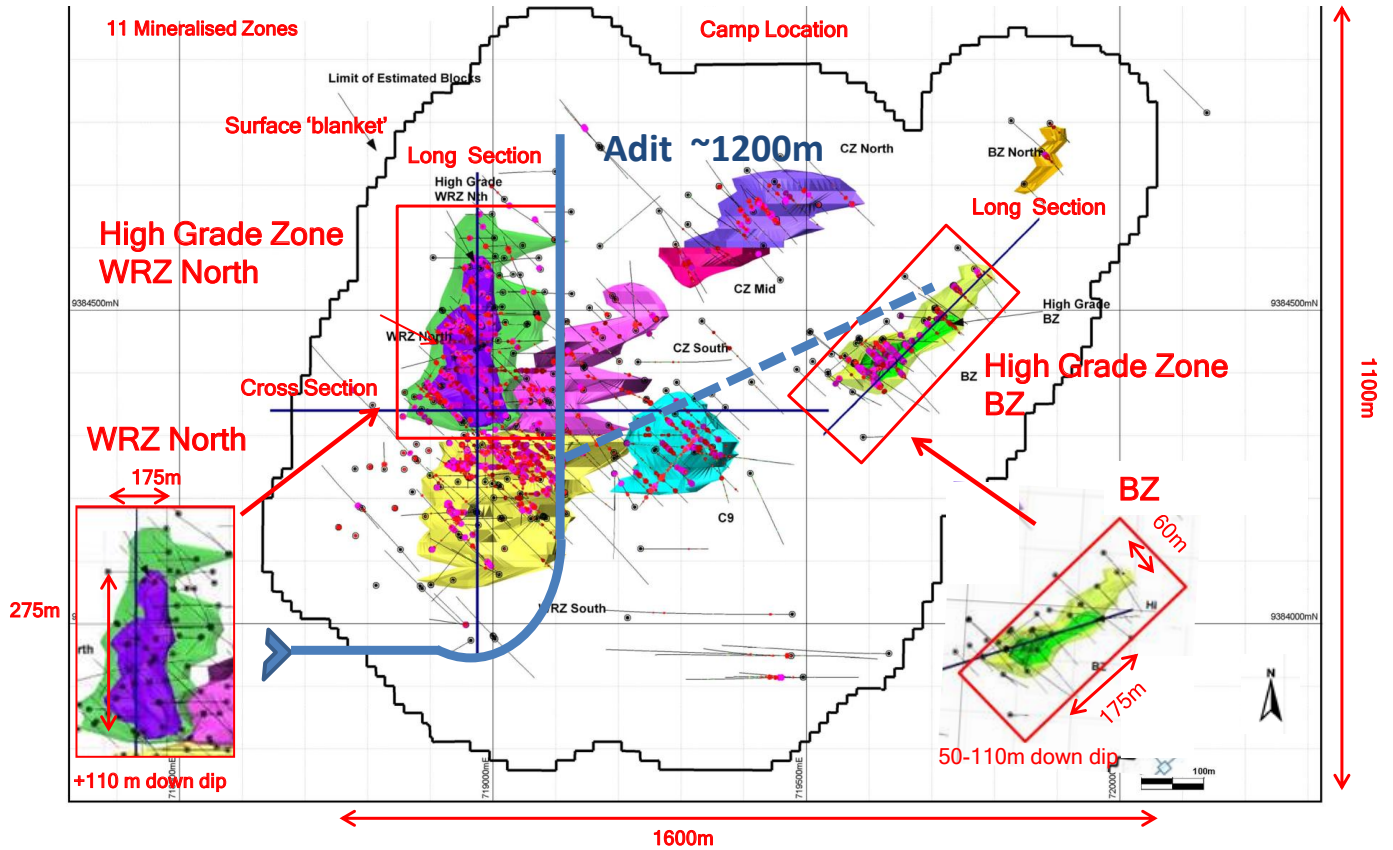 11 Mineralised Zones
Camp Location
Limit of Estimated Blocks
Surface ‘blanket’
Long Section
Adit ~1200m
CZ North
BZ North
High Grade
WRZ Nth
Long Section
High Grade Zone
WRZ North
CZ Mid
9384500mN
9384500mN
High Grade
BZ
WRZ North
CZ South
BZ
High Grade Zone
BZ
Cross Section
1100m
WRZ North
175m
BZ
60m
C9
275m
WRZ South
9384000mN
Hi
rth
BZ
175m
N
50-110m down dip
+110 m down dip
719000mE
719500mE
100m
1600m